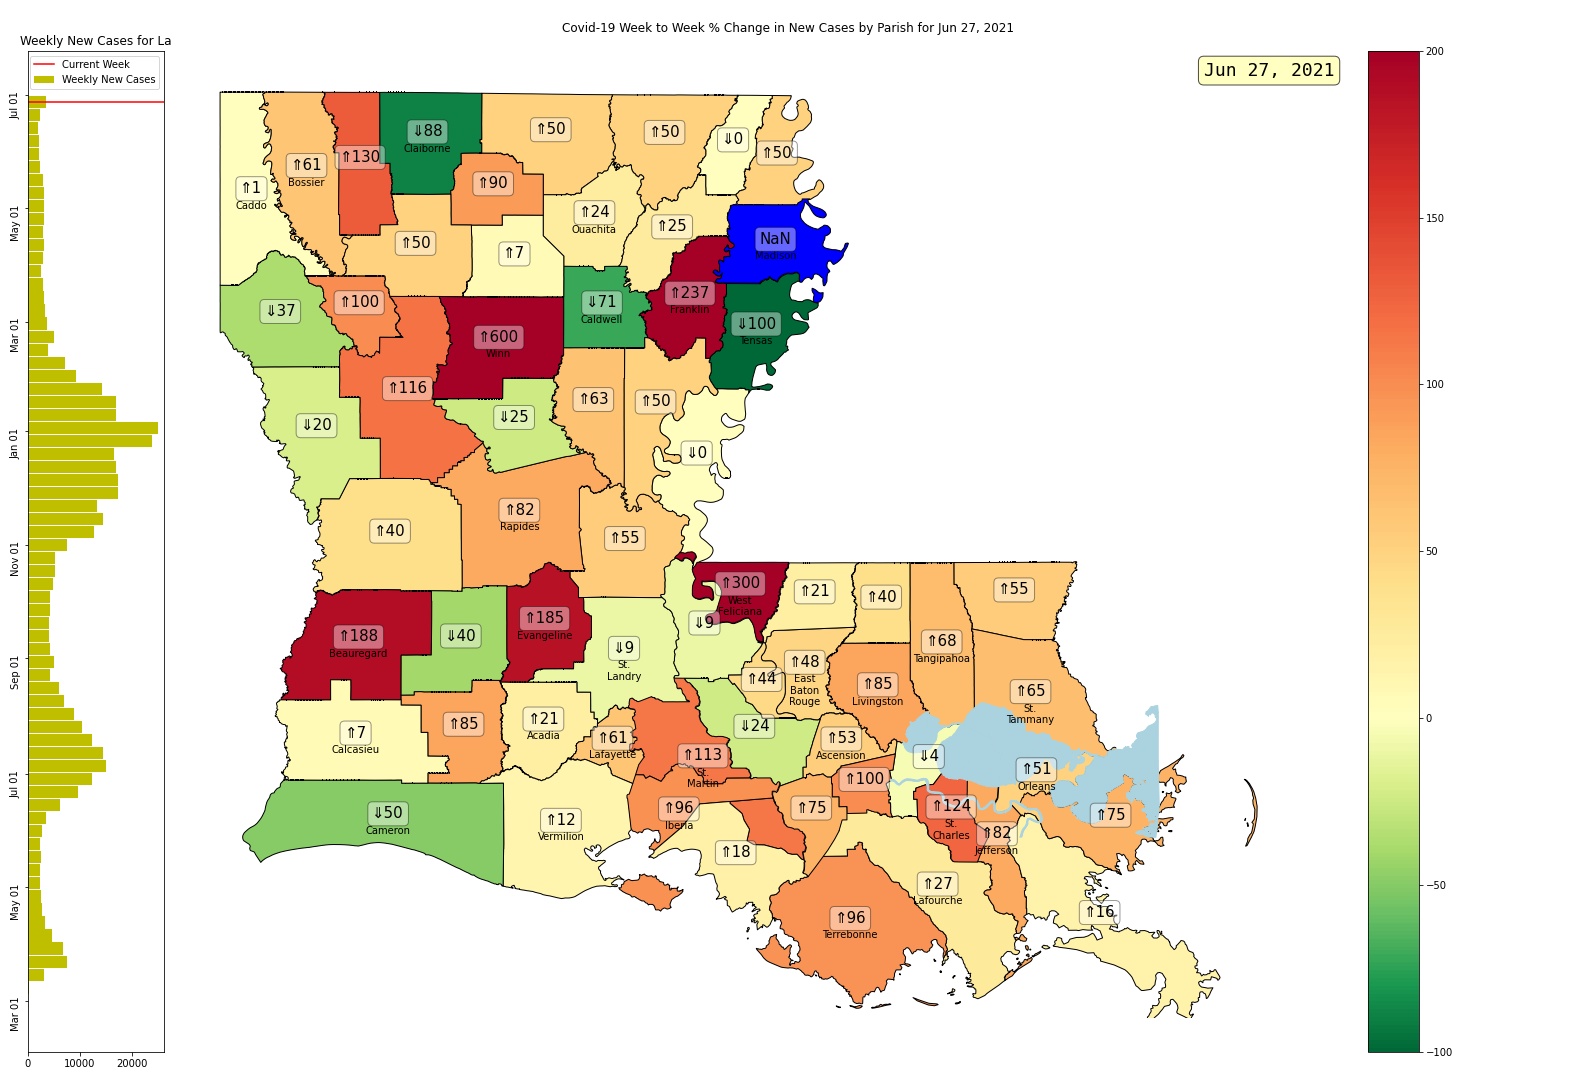 Covid-19 Week to Week % Change in New Cases by Parish for Jun 27, 2021
Weekly New Cases for La
Current Week
Weekly New Cases
Jul 01
May 01
Mar 01
Jan 01
Nov 01
Sep 01
Jul 01
May 01
Mar 01
0
10000
20000
Jun 27, 2021
⇑1
Caddo
⇑61
Bossier
⇑130
⇓88
Claiborne
⇑50
⇑50
⇓0
⇑50
⇑90
⇑50
⇑7
⇑24
Ouachita
⇑25
NaN
Madison
⇓37
⇑100
⇑600
Winn
⇓71
Caldwell
⇑237
Franklin
⇓100
Tensas
⇑116
⇓20
⇓25
⇑63
⇑50
⇓0
⇑40
⇑82
Rapides
⇑55
⇑188
Beauregard
⇓40
⇑185
Evangeline
⇓9
St.
Landry
⇓9
⇑300
West
Feliciana
⇑21
⇑40
⇑68
Tangipahoa
⇑55
⇑44
⇑48
East
Baton
Rouge
⇑85
Livingston
⇑65
St.
Tammany
⇑7
Calcasieu
⇑85
⇑21
Acadia
⇑61
Lafayette
⇑113
St.
Martin
⇓24
⇑53
Ascension
⇓4
⇑51
Orleans
⇓50
Cameron
⇑12
Vermilion
⇑96
Iberia
⇑100
⇑75
⇑124
St.
Charles
⇑82
Jefferson
⇑75
⇑18
⇑27
Lafourche
⇑96
Terrebonne
⇑16
200
150
100
50
0
−50
−100